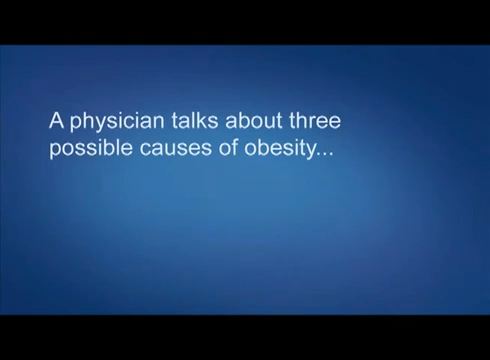 A physician talks about three
possible causes of obesity...